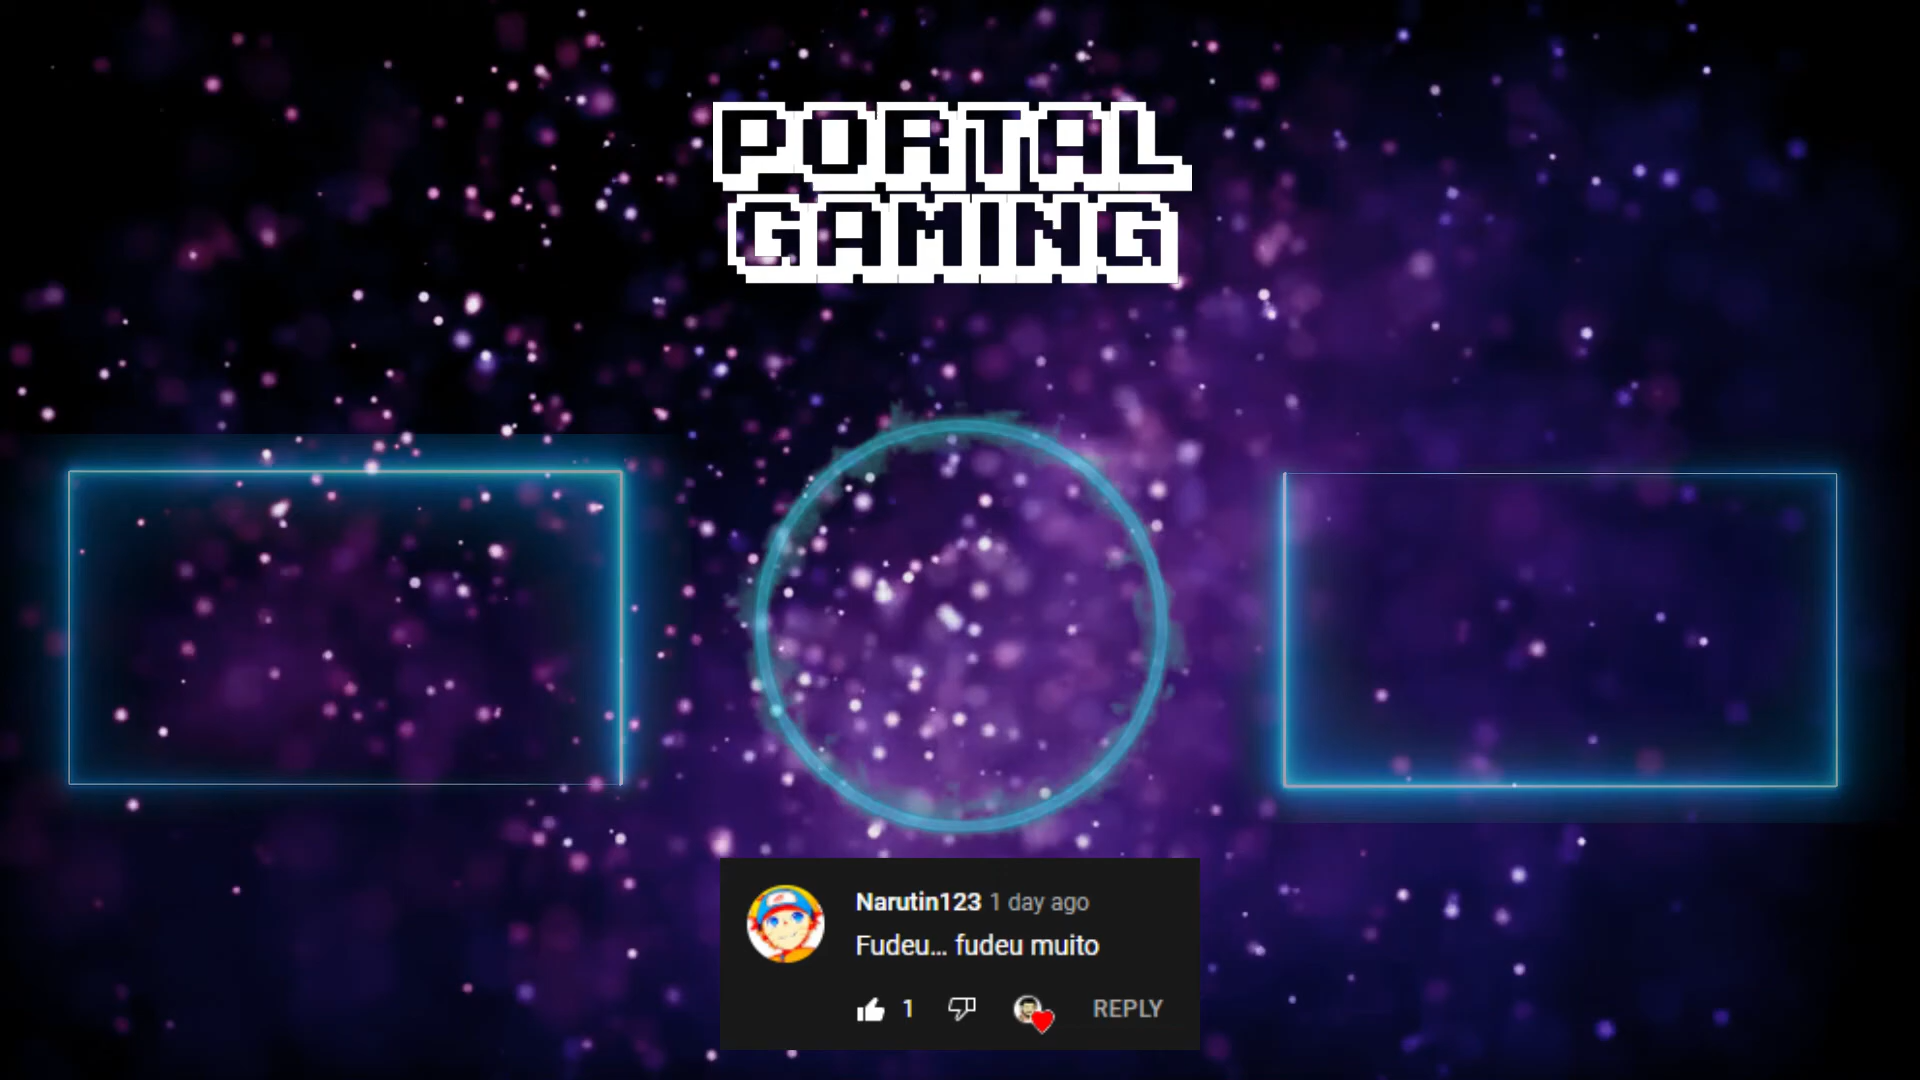 PORTAL
GAMING
Narutin123 1 day ago
Fudeu... fudeu muito
1 REPLY